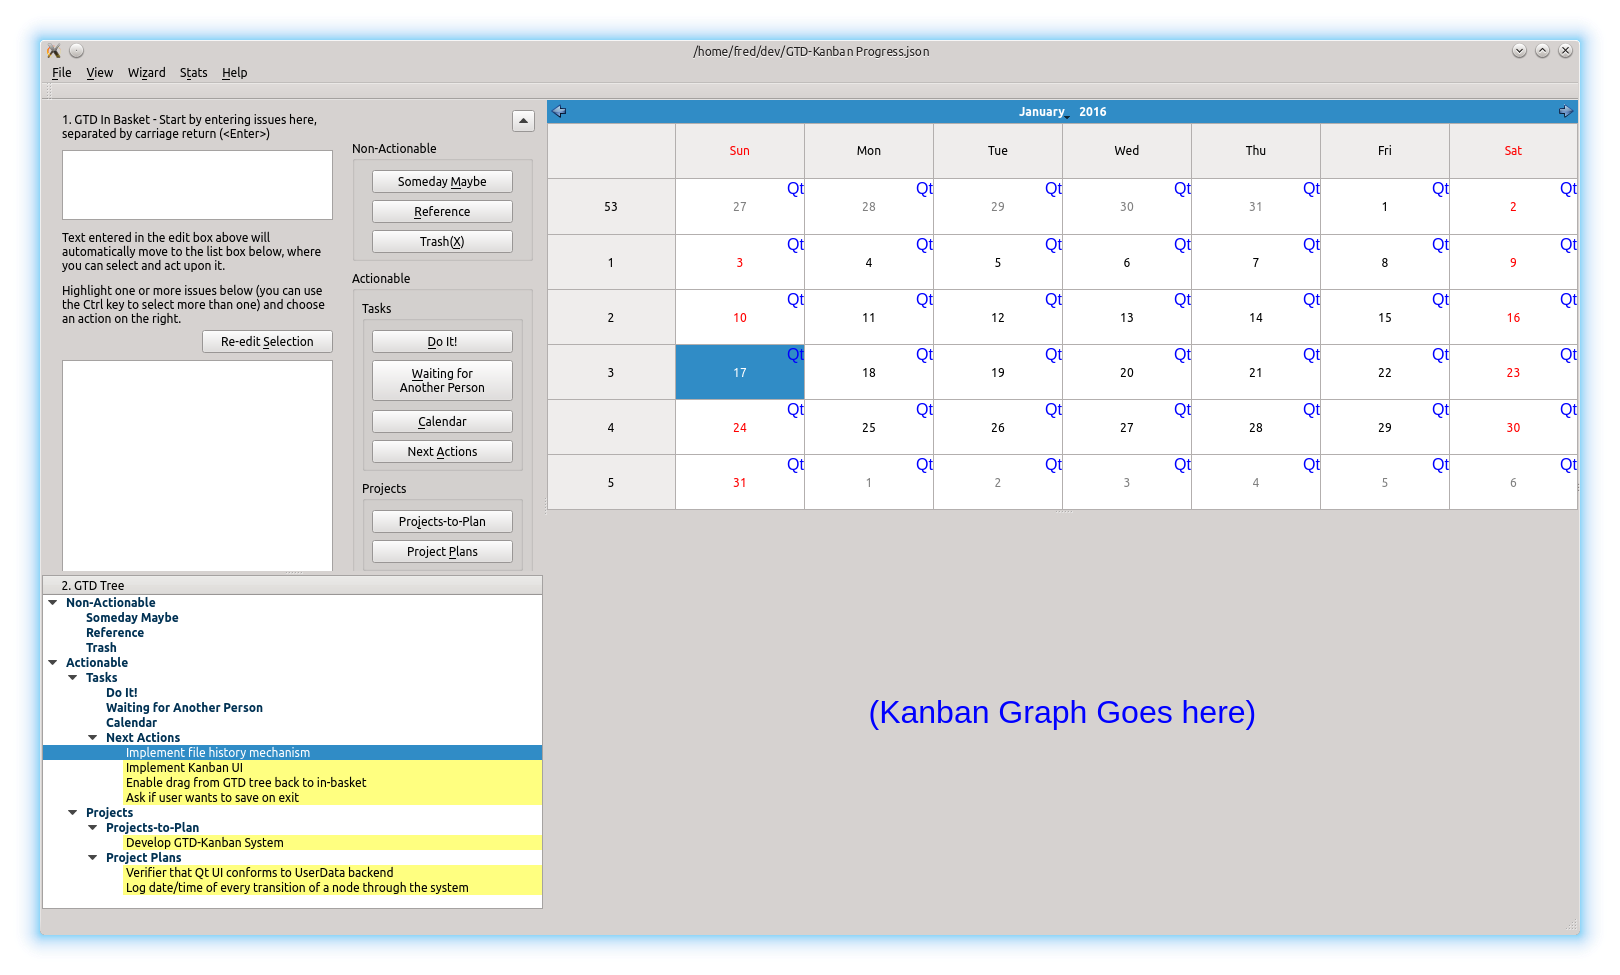 /home/fred/dev/GTD-Kanban Progress.json
File View Wizard Stats Help
1. GTD In Basket - Start by entering issues here,
separated by carriage return (<Enter>)
Text entered in the edit box above will
automatically move to the list box below, where
you can select and act upon it.
Highlight one or more issues below (you can use
the Ctrl key to select more than one) and choose
an action on the right.
Re-edit Selection
Non-Actionable
Someday Maybe
Reference
Trash(X)
Actionable
Tasks
Do It!
Waiting for
Another Person
Calendar
Next Actions
Projects
Projects-to-Plan
Project Plans
2. GTD Tree
Non-Actionable
Someday Maybe
Reference
Trash
Actionable
Tasks
Do It!
Waiting for Another Person
Calendar
Next Actions
Implement file history mechanism
Implement Kanban UI
Enable drag from GTD tree back to in-basket
Ask if user wants to save on exit
Projects
Projects-to-Plan
Develop GTD-Kanban System
Project Plans
Verifier that Qt UI conforms to UserData backend
Log date/time of every transition of a node through the system
January 2016
Sun Mon Tue Wed Thu Fri Sat
Qt Qt Qt Qt Qt Qt Qt
53 27 28 29 30 31 1 2
Qt Qt Qt Qt Qt Qt Qt
1 3 4 5 6 7 8 9
Qt Qt Qt Qt Qt Qt Qt
2 10 11 12 13 14 15 16
Qt Qt Qt Qt Qt Qt Qt
3 17 18 19 20 21 22 23
Qt Qt Qt Qt Qt Qt Qt
4 24 25 26 27 28 29 30
Qt Qt Qt Qt Qt Qt Qt
5 31 1 2 3 4 5 6
(Kanban Graph Goes here)